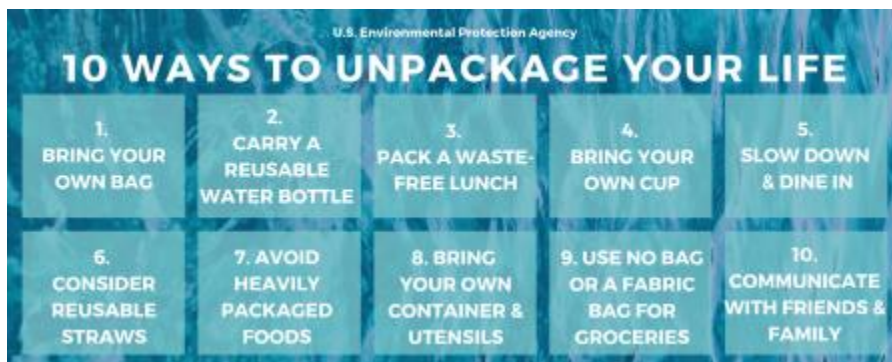 U.S. Environmental Protection Agency
10 WAYS TO UNPACKAGE YOUR LIFE
1.
BRING YOUR
OWN BAG
2.
CARRY A
REUSABLE
WATER BOTTLE
3.
PACK A WASTE-
FREE LUNCH
4.
BRING YOUR
OWN CUP
5.
SLOW DOWN
& DINE IN
6.
CONSIDER
REUSABLE
STRAWS
7. AVOID
HEAVILY
PACKAGED
FOODS
8. BRING
YOUR OWN
CONTAINER &
UTENSILS
9. USE NO BAG
OR A FABRIC
BAG FOR
GROCERIES
10.
COMMUNICATE
WITH FRIENDS &
FAMILY